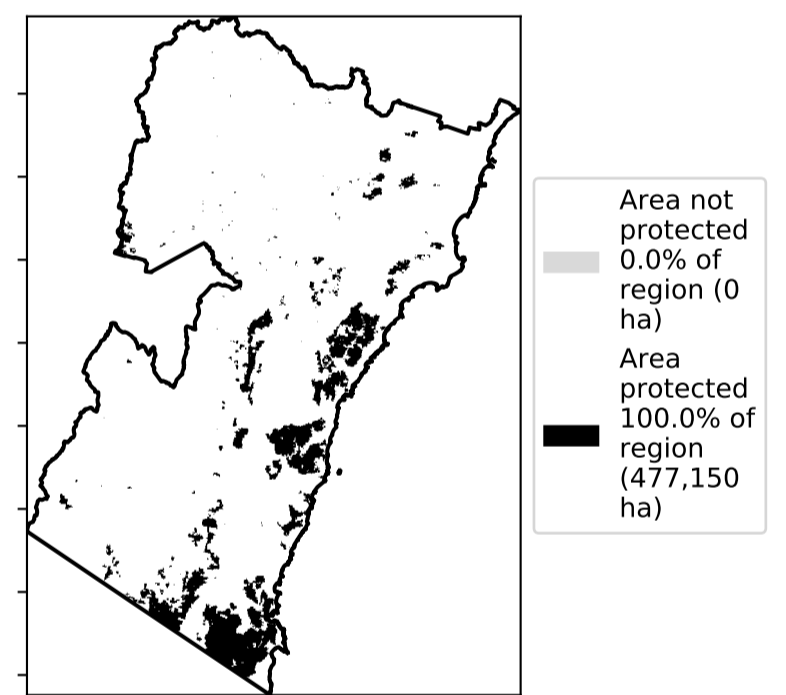 Area not
protected
0.0% of
region (0
ha)
Area
protected
100.0% of
region
(477,150
ha)